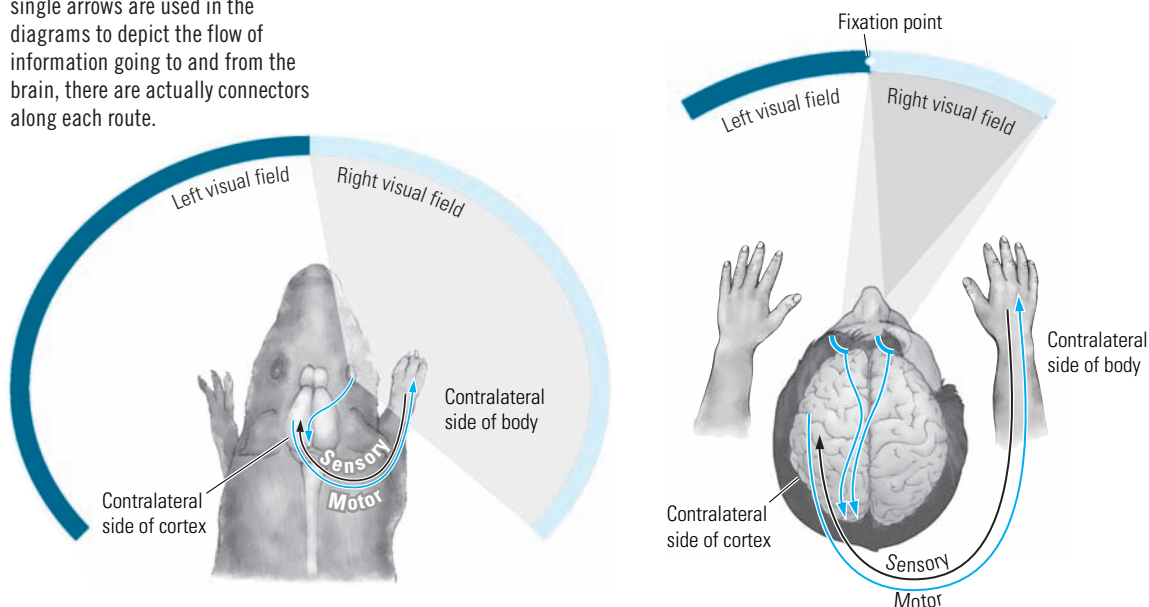 single arrows are used in the
diagrams to depict the flow of
information going to and from the
brain, there are actually connectors
along each route.
Left visual field
Right visual field
Contralateral
side of body
Sensory
Motor
Contralateral
side of cortex
Fixation point
Left visual field
Right visual field
Contralateral
side of body
Contralateral
side of cortex
Sensory
Motor